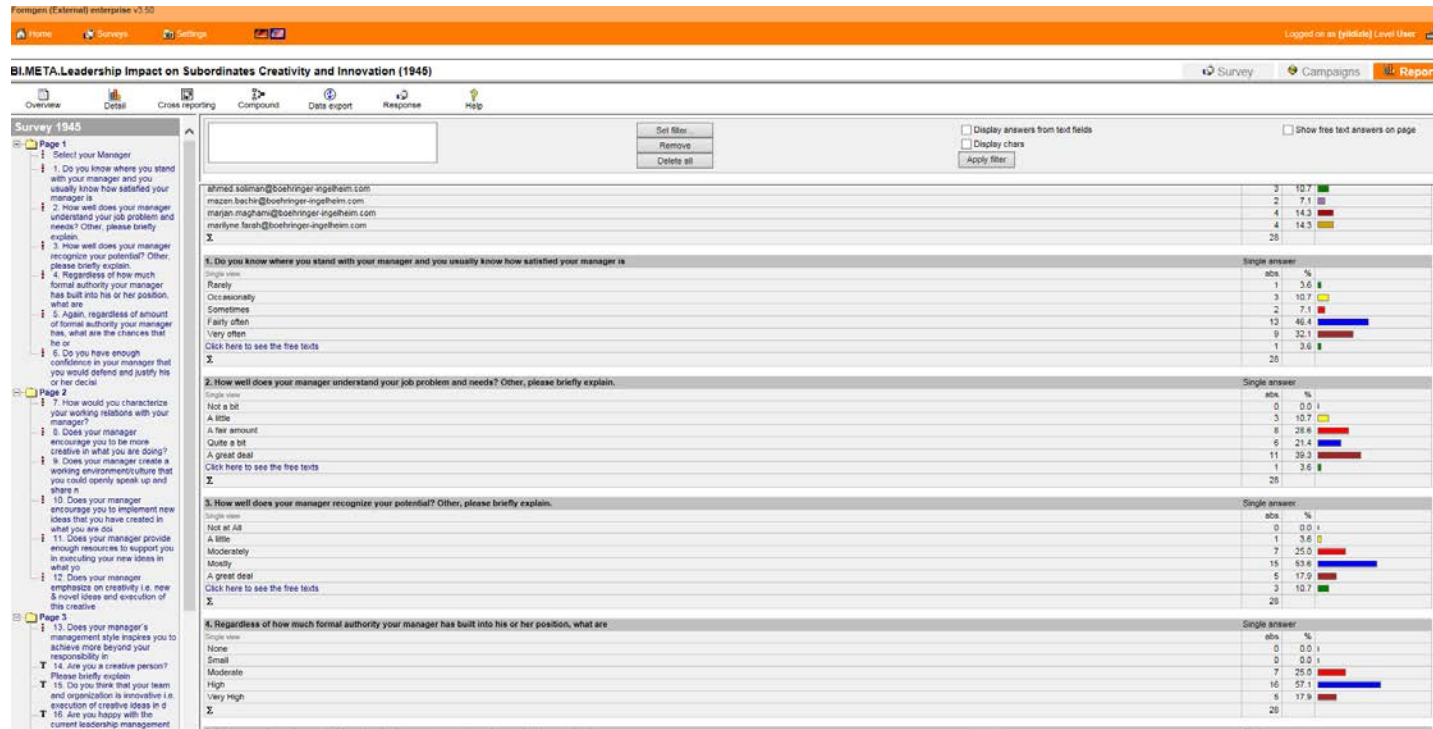 Formgen (External) enterprise v3.50
Home Surveys Settings Logged on as [yildizle] Level User
BI.META.Leadership Impact on Subordinates Creativity and Innovation (1945) Survey Campaigns Repor
Overview Detail Cross reporting Compound Data export Response Help
Survey 1945
Page 1
Select your Manager
1. Do you know where you stand
with your manager and you
usually know how satisfied your
manager is
2. How well does your manager
understand your job problem and
needs? Other, please briefly
explain.
3. How well does your manager
recognize your potential? Other,
please briefly explain.
4. Regardless of how much
formal authority your manager
has built into his or her position,
what are
5. Again, regardless of amount
of formal authority your manager
has, what are the chances that
he or
6. Do you have enough
confidence in your manager that
you would defend and justify his
or her decisi
Page 2
7. How would you characterize
your working relations with your
manager?
8. Does your manager
encourage you to be more
creative in what you are doing?
9. Does your manager create a
working environment/culture that
you could openly speak up and
share n
10. Does your manager
encourage you to implement new
ideas that you have created in
what you are doi
11. Does your manager provide
enough resources to support you
in executing your new ideas in
what yo
12. Does your manager
emphasize on creativity i.e. new
& novel ideas and execution of
this creative
Page 3
13. Does your manager's
management style inspires you to
achieve more beyond your
responsibility in
T 14. Are you a creative person?
Please briefly explain
T 15. Do you think that your team
and organization is innovative i.e.
execution of creative ideas in d
T 16. Are you happy with the
current leadership management
Set filter... Display answers from text fields Show free text answers on page
Remove Display chars
Delete all Apply filter
ahmed.soliman@boehringer-ingelheim.com 3 10.7
mazen.bachir@boehringer-ingelheim.com 2 7.1
marjan.maghami@boehringer-ingelheim.com 4 14.3
marilyne.farah@boehringer-ingelheim.com 4 14.3
Σ 28
1. Do you know where you stand with your manager and you usually know how satisfied your manager is Single answer
Single view abs. %
Rarely 1 3.6
Occasionally 3 10.7
Sometimes 2 7.1
Fairly often 13 46.4
Very often 9 32.1
Click here to see the free texts 1 3.6
Σ 28
2. How well does your manager understand your job problem and needs? Other, please briefly explain. Single answer
Single view abs. %
Not a bit 0 0.0
A little 3 10.7
A fair amount 8 28.6
Quite a bit 6 21.4
A great deal 11 39.3
Click here to see the free texts 1 3.6
Σ 28
3. How well does your manager recognize your potential? Other, please briefly explain. Single answer
Single view abs. %
Not at All 0 0.0
A little 1 3.6
Moderately 7 25.0
Mostly 15 53.6
A great deal 5 17.9
Click here to see the free texts 3 10.7
Σ 28
4. Regardless of how much formal authority your manager has built into his or her position, what are Single answer
Single view abs. %
None 0 0.0
Small 0 0.0
Moderate 7 25.0
High 16 57.1
Very High 5 17.9
Σ 28